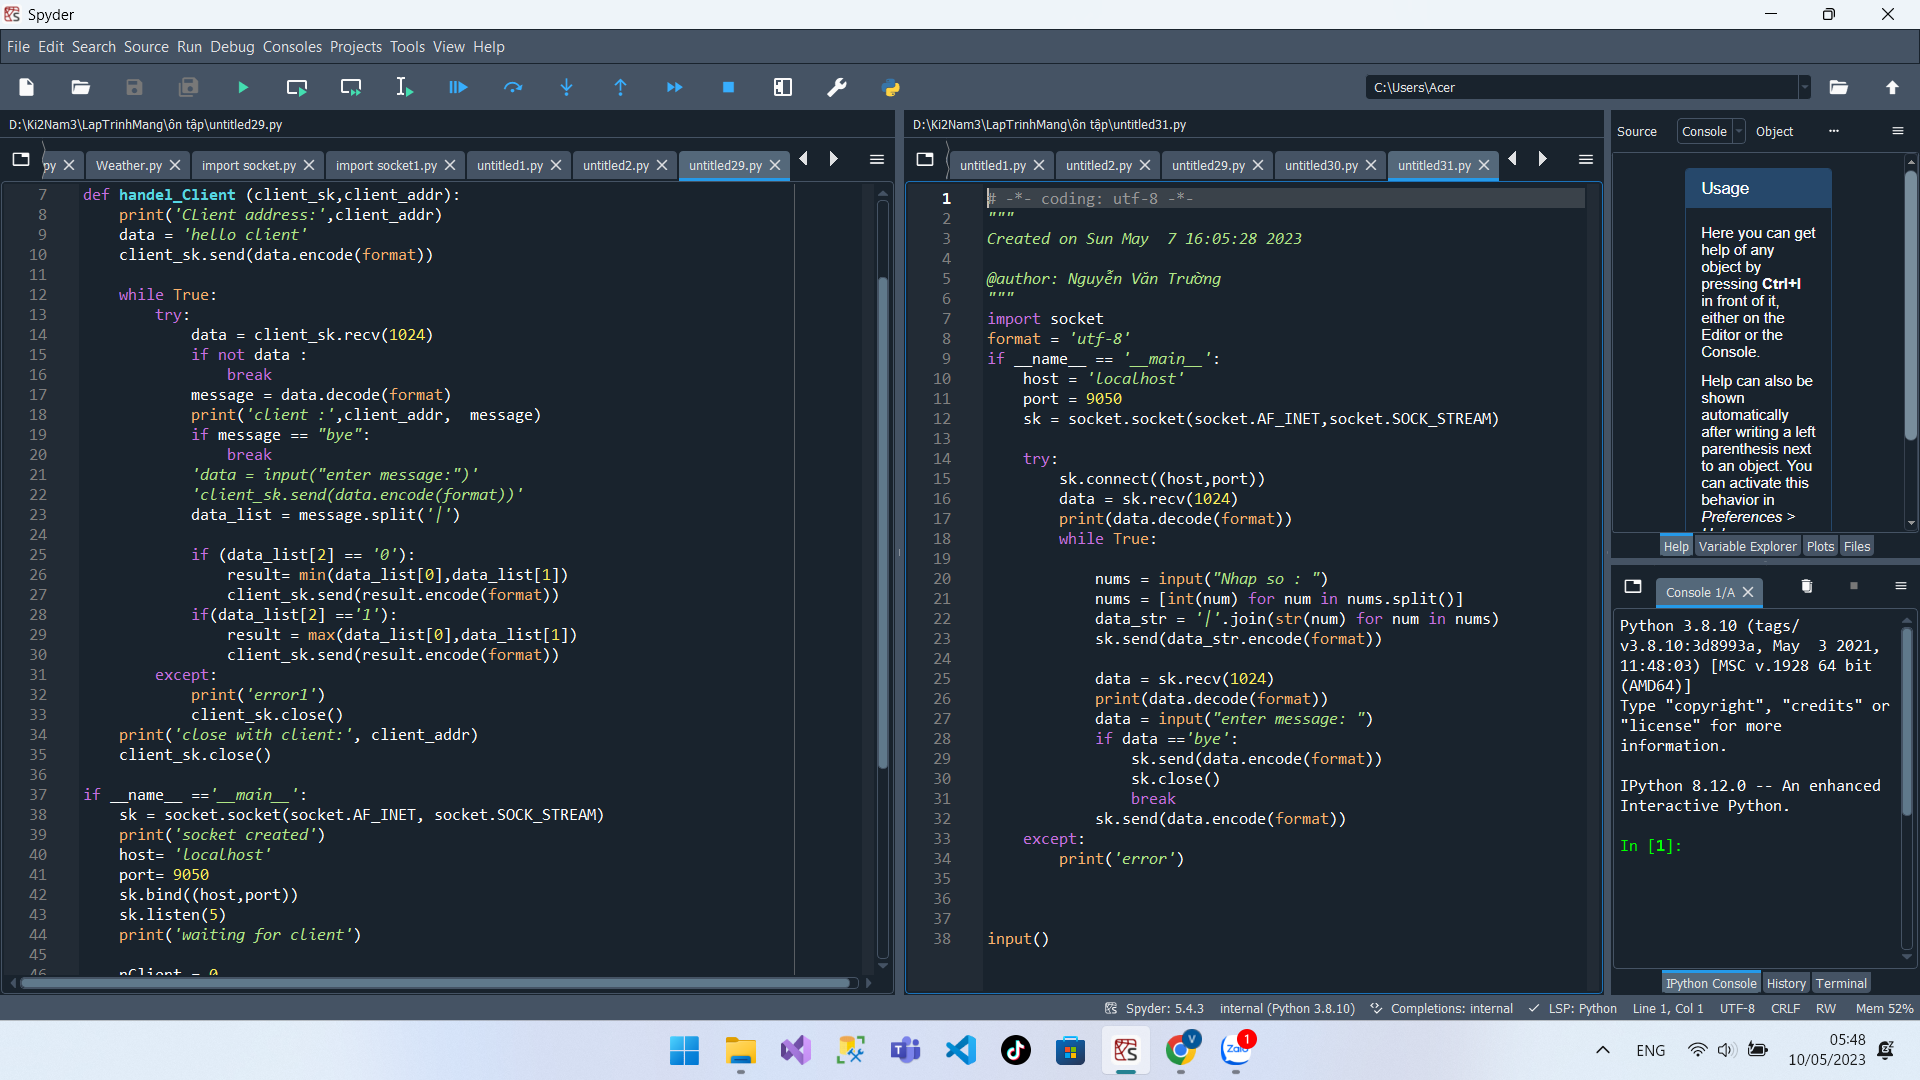 Spyder
File Edit Search Source Run Debug Consoles Projects Tools View Help
C:\Users\Acer
D:\Ki2Nam3\LapTrinhMang\ôn tập\untitled29.py
py Weather.py import socket.py import socket1.py untitled1.py untitled2.py untitled29.py
7 def handel_Client (client_sk,client_addr):
8 print('CLient address:',client_addr)
9 data = 'hello client'
10 client_sk.send(data.encode(format))
11
12 while True:
13 try:
14 data = client_sk.recv(1024)
15 if not data :
16 break
17 message = data.decode(format)
18 print('client :',client_addr,  message)
19 if message == "bye":
20 break
21 'data = input("enter message:")'
22 'client_sk.send(data.encode(format))'
23 data_list = message.split('|')
24
25 if (data_list[2] == '0'):
26 result= min(data_list[0],data_list[1])
27 client_sk.send(result.encode(format))
28 if(data_list[2] =='1'):
29 result = max(data_list[0],data_list[1])
30 client_sk.send(result.encode(format))
31 except:
32 print('error1')
33 client_sk.close()
34 print('close with client:', client_addr)
35 client_sk.close()
36
37 if __name__ =='__main__':
38 sk = socket.socket(socket.AF_INET, socket.SOCK_STREAM)
39 print('socket created')
40 host= 'localhost'
41 port= 9050
42 sk.bind((host,port))
43 sk.listen(5)
44 print('waiting for client')
45
46 nClient = 0
D:\Ki2Nam3\LapTrinhMang\ôn tập\untitled31.py
untitled1.py untitled2.py untitled29.py untitled30.py untitled31.py
1 # -*- coding: utf-8 -*-
2 """
3 Created on Sun May  7 16:05:28 2023
4
5 @author: Nguyễn Văn Trường
6 """
7 import socket
8 format = 'utf-8'
9 if __name__ == '__main__':
10 host = 'localhost'
11 port = 9050
12 sk = socket.socket(socket.AF_INET,socket.SOCK_STREAM)
13
14 try:
15 sk.connect((host,port))
16 data = sk.recv(1024)
17 print(data.decode(format))
18 while True:
19
20 nums = input("Nhap so : ")
21 nums = [int(num) for num in nums.split()]
22 data_str = '|'.join(str(num) for num in nums)
23 sk.send(data_str.encode(format))
24
25 data = sk.recv(1024)
26 print(data.decode(format))
27 data = input("enter message: ")
28 if data =='bye':
29 sk.send(data.encode(format))
30 sk.close()
31 break
32 sk.send(data.encode(format))
33 except:
34 print('error')
35
36
37
38 input()
Source Console Object ...
Usage
Here you can get
help of any
object by
pressing Ctrl+I
in front of it,
either on the
Editor or the
Console.
Help can also be
shown
automatically
after writing a left
parenthesis next
to an object. You
can activate this
behavior in
Preferences >
Help Variable Explorer Plots Files
Console 1/A
Python 3.8.10 (tags/
v3.8.10:3d8993a, May  3 2021,
11:48:03) [MSC v.1928 64 bit
(AMD64)]
Type "copyright", "credits" or
"license" for more
information.
IPython 8.12.0 -- An enhanced
Interactive Python.
In [1]:
IPython Console History Terminal
Spyder: 5.4.3 internal (Python 3.8.10) Completions: internal LSP: Python Line 1, Col 1 UTF-8 CRLF RW Mem 52%
V
Zalo
1
ENG
05:48
10/05/2023